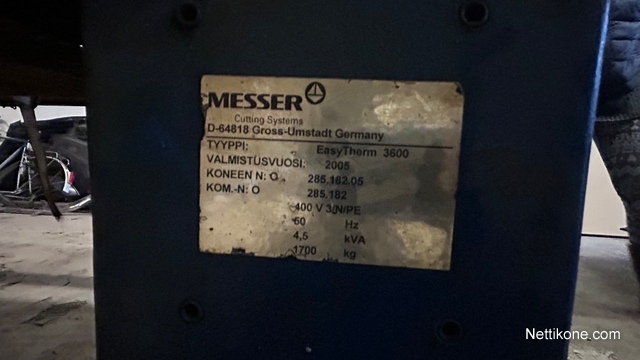 MESSER
Cutting Systems
D-64818 Gross-Umstadt Germany
TYYPPI: EasyTherm 3600
VALMISTUSVUOSI: 2005
KONEEN N: O 285.182.05
KOM.-N: O 285.182
400 V 3/N/PE
50 Hz
4,5 kVA
1700 kg
Nettikone.com